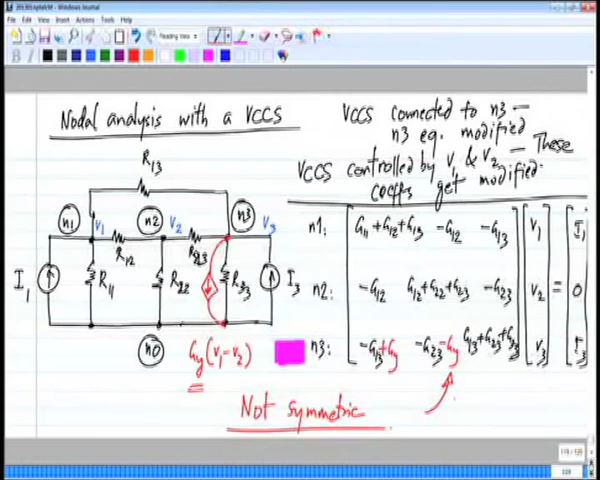 File Edit View Insert Actions Tools Help
Reading View
B I
Nodal analysis with a VCCS
VCCS connected to n3 —
n3 eq. modified
VCCS controlled by v1 & v2 — These
coeffs get modified.
R13
n1
v1
n2
v2
n3
v3
R12
R23
I1
R11
R22
R33
I3
n0
Gy(v1-v2)
n1: G11+G12+G13 -G12 -G13 v1 I1
n2: -G12 G12+G22+G23 -G23 v2 = 0
n3: -G13+Gy -G23-Gy G13+G23+G33 v3 I3
Not symmetric